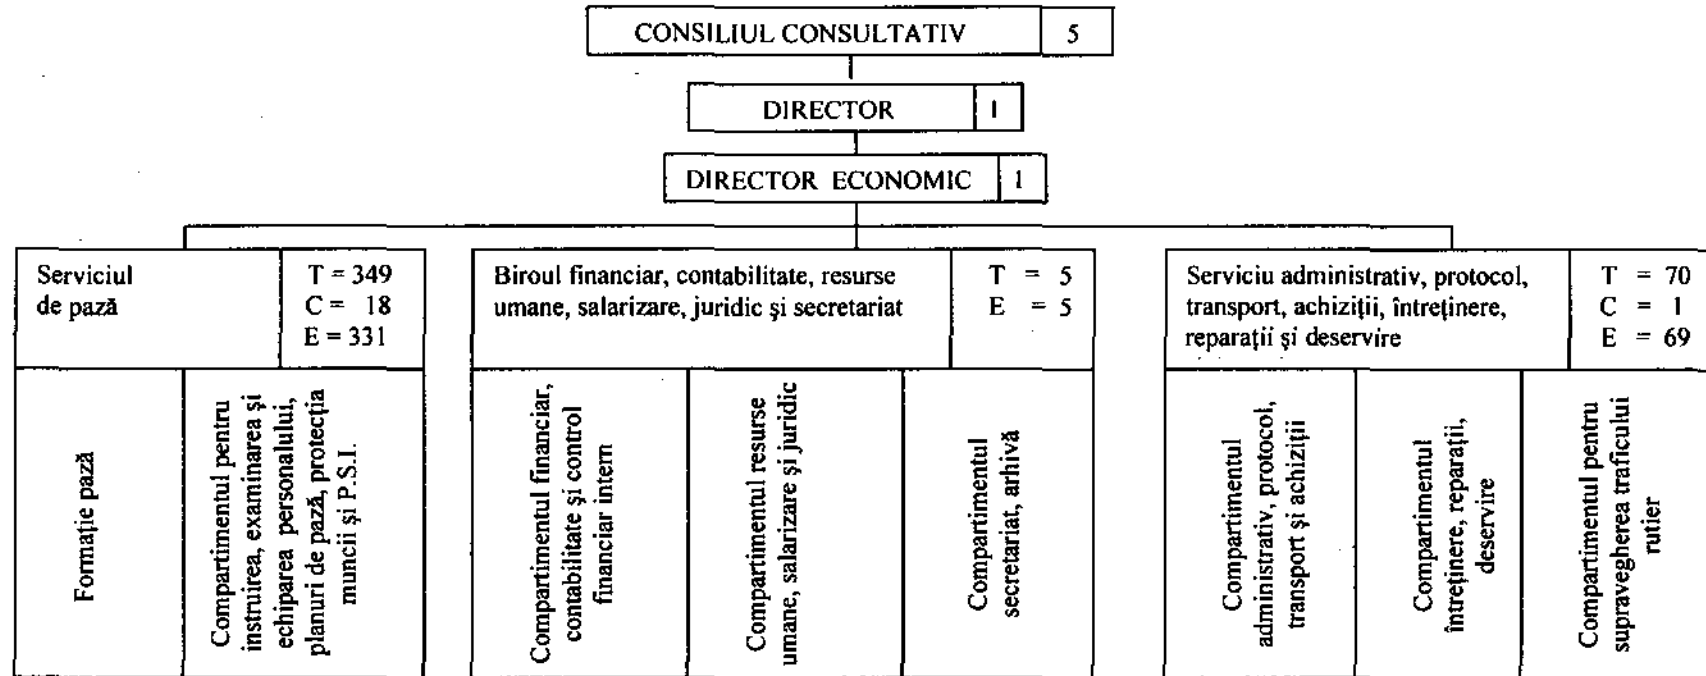 CONSILIUL CONSULTATIV 5
DIRECTOR 1
DIRECTOR ECONOMIC 1
Serviciul
de pază
T = 349
C = 18
E = 331
Biroul financiar, contabilitate, resurse
umane, salarizare, juridic şi secretariat
T = 5
E = 5
Serviciu administrativ, protocol,
transport, achiziţii, întreţinere,
reparaţii şi deservire
T = 70
C = 1
E = 69
Formaţie pază
Compartimentul pentru
instruirea, examinarea şi
echiparea personalului,
planuri de pază, protecţia
muncii şi P.S.I.
Compartimentul financiar,
contabilitate şi control
financiar intern
Compartimentul resurse
umane, salarizare şi juridic
Compartimentul
secretariat, arhivă
Compartimentul
administrativ, protocol,
transport şi achiziţii
Compartimentul
întreţinere, reparaţii,
deservire
Compartimentul pentru
supravegherea traficului
rutier